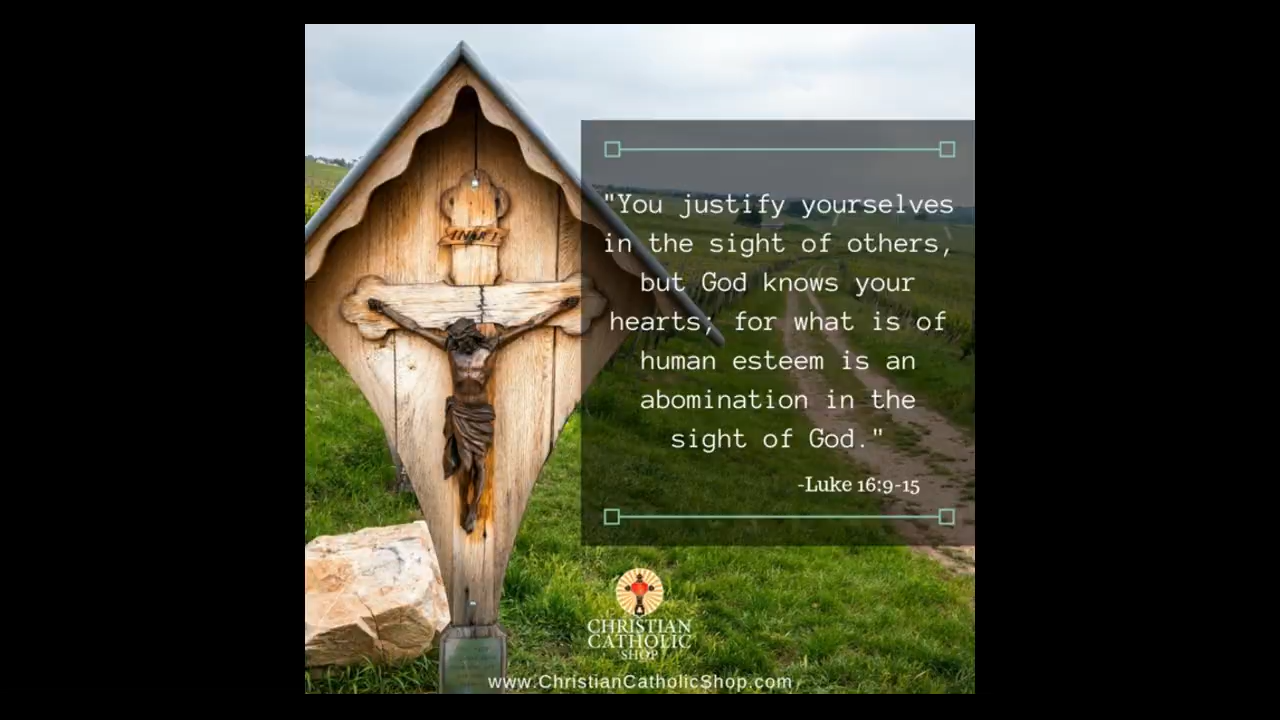 INRI
"You justify yourselves
in the sight of others,
but God knows your
hearts; for what is of
human esteem is an
abomination in the
sight of God."
-Luke 16:9-15
CHRISTIAN
CATHOLIC
SHOP
www.ChristianCatholicShop.com